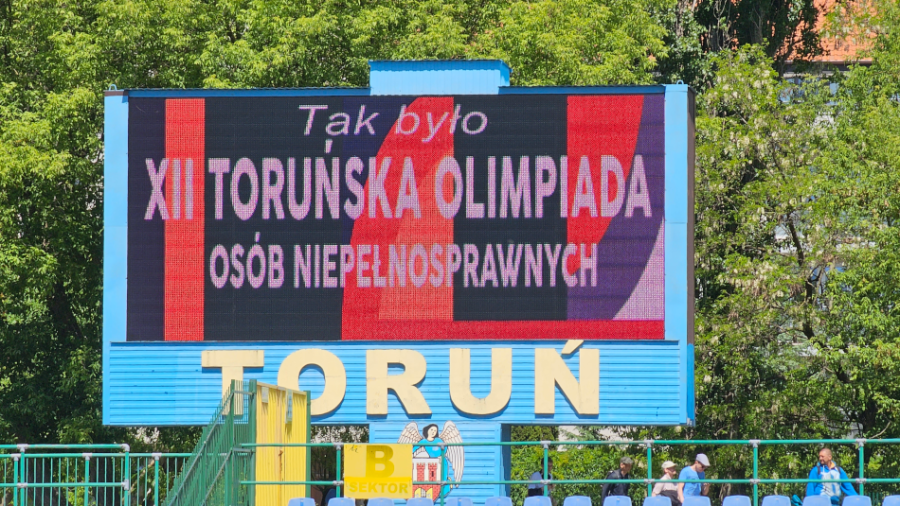 Tak było
XII TORUŃSKA OLIMPIADA
OSÓB NIEPEŁNOSPRAWNYCH
TORUŃ
"B"
SEKTOR